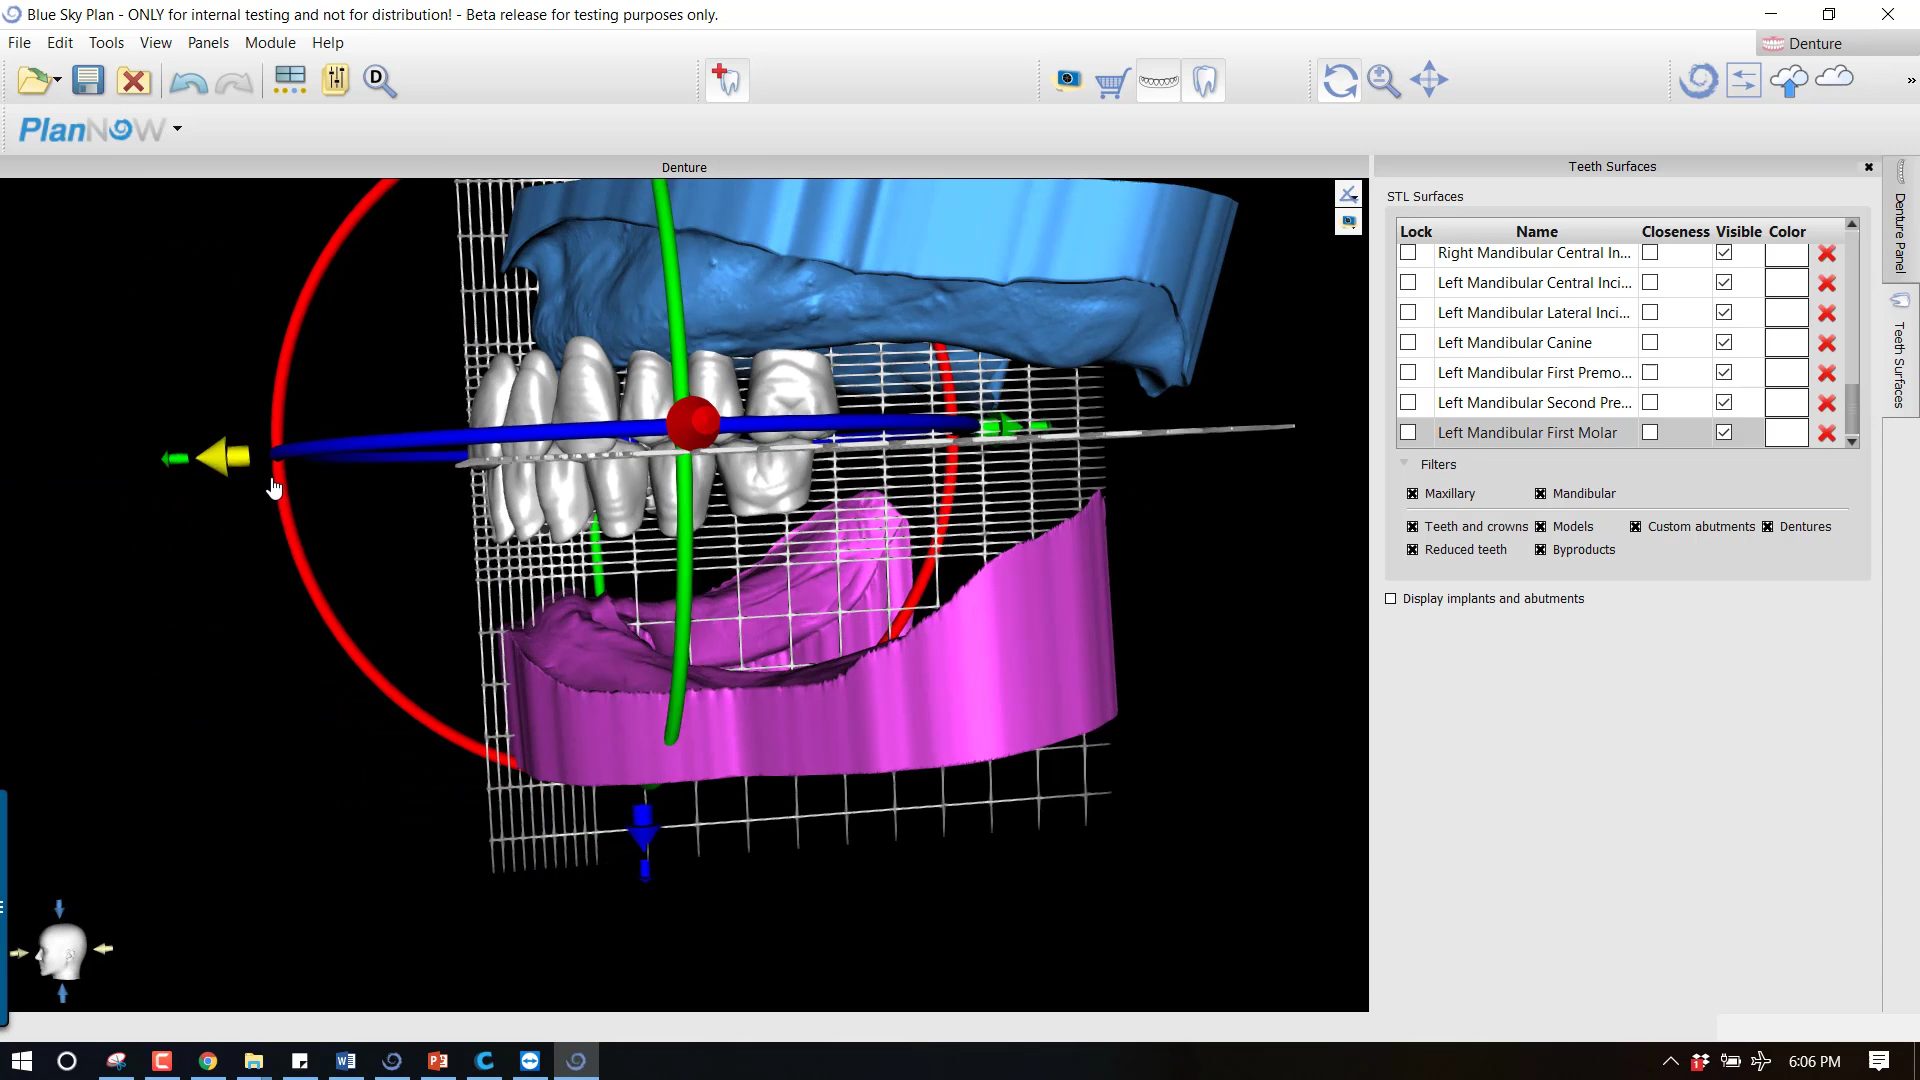 Blue Sky Plan - ONLY for internal testing and not for distribution! - Beta release for testing purposes only.
File Edit Tools View Panels Module Help
Denture
D
PlanNOW
Denture
Teeth Surfaces
STL Surfaces
Lock Name Closeness Visible Color
Right Mandibular Central In...
Left Mandibular Central Inci...
Left Mandibular Lateral Inci...
Left Mandibular Canine
Left Mandibular First Premo...
Left Mandibular Second Pre...
Left Mandibular First Molar
Filters
Maxillary Mandibular
Teeth and crowns Models Custom abutments Dentures
Reduced teeth Byproducts
Display implants and abutments
Denture Panel
Teeth Surfaces
6:06 PM